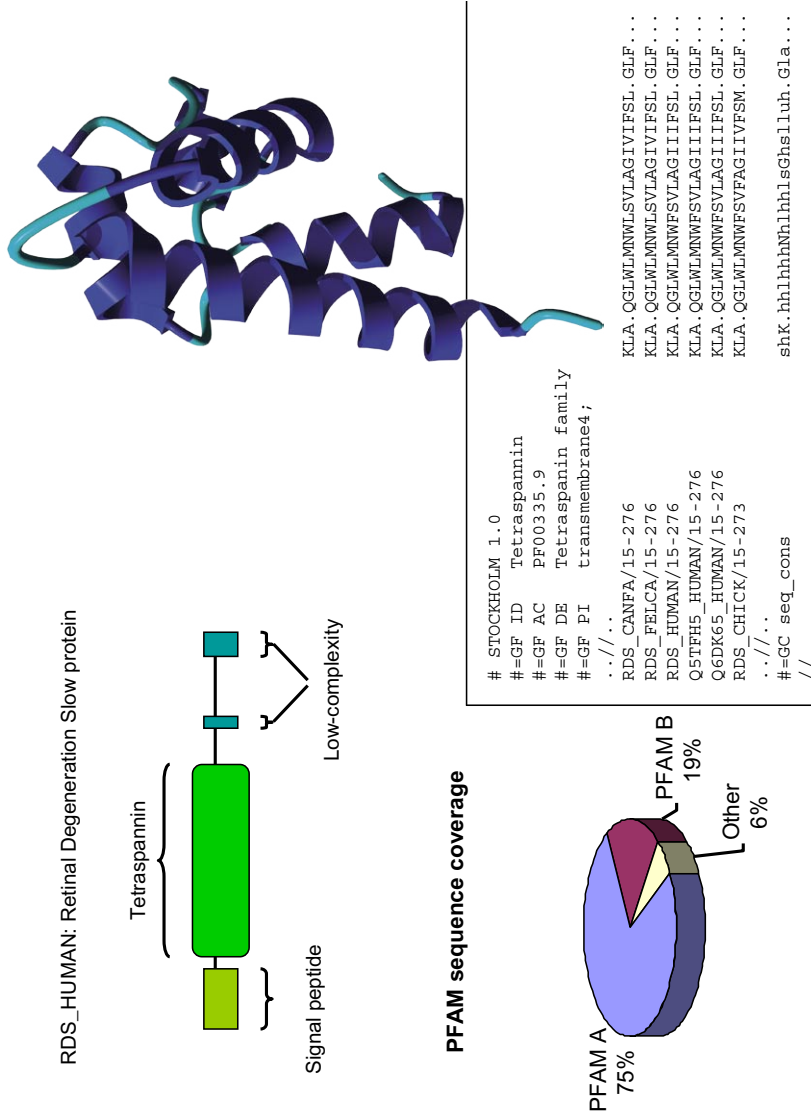 RDS_HUMAN: Retinal Degeneration Slow protein
Tetraspannin
Signal peptide
Low-complexity
PFAM sequence coverage
PFAM A
75%
PFAM B
19%
Other
6%
# STOCKHOLM 1.0
#=GF ID Tetraspannin
#=GF AC PF00335.9
#=GF DE Tetraspanin family
#=GF PI transmembrane4;
..//..
RDS_CANFA/15-276 KLA.QGLWLMNWLSVLAGIVIFSL.GLF...
RDS_FELCA/15-276 KLA.QGLWLMNWLSVLAGIVIFSL.GLF...
RDS_HUMAN/15-276 KLA.QGLWLMNWFSVLAGIIIFSL.GLF...
Q5TFH5_HUMAN/15-276 KLA.QGLWLMNWFSVLAGIIIFSL.GLF...
Q6DK65_HUMAN/15-276 KLA.QGLWLMNWFSVLAGIIIFSL.GLF...
RDS_CHICK/15-273 KLA.QGLWLMNWFSVFAGIIVFSM.GLF...
..//..
#=GC seq_cons shK.hhlhhhNhlhhlsGhslluh.Gla...
//